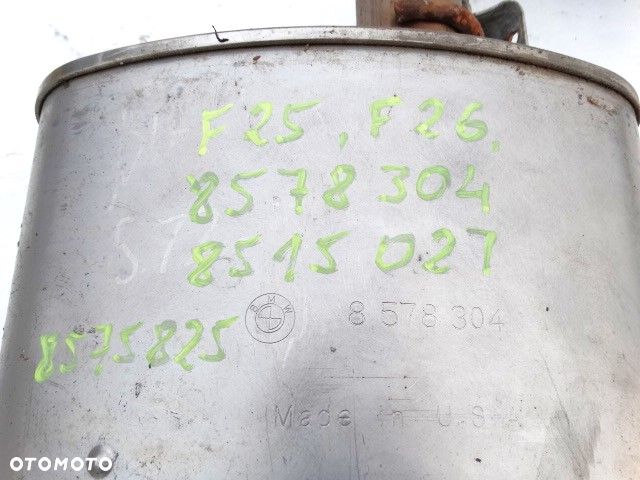 F25, F26,
8578304
8515027
8575825
BMW 8 578 304
Made in U.S
OTOMOTO